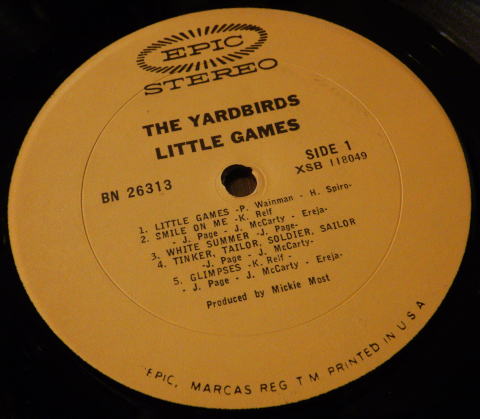 EPIC
STEREO
THE YARDBIRDS
LITTLE GAMES
BN 26313
SIDE 1
XSB 118049
1. LITTLE GAMES -P. Wainman - H. Spiro-
2. SMILE ON ME -K. Relf
- J. Page - J. McCarty - Ereja-
3. WHITE SUMMER -J. Page-
4. TINKER, TAILOR, SOLDIER, SAILOR
-J. Page - J. McCarty-
5. GLIMPSES -K. Relf -
- J. Page - J. McCarty - Ereja-
Produced by Mickie Most
EPIC, MARCAS REG T M PRINTED IN U S A